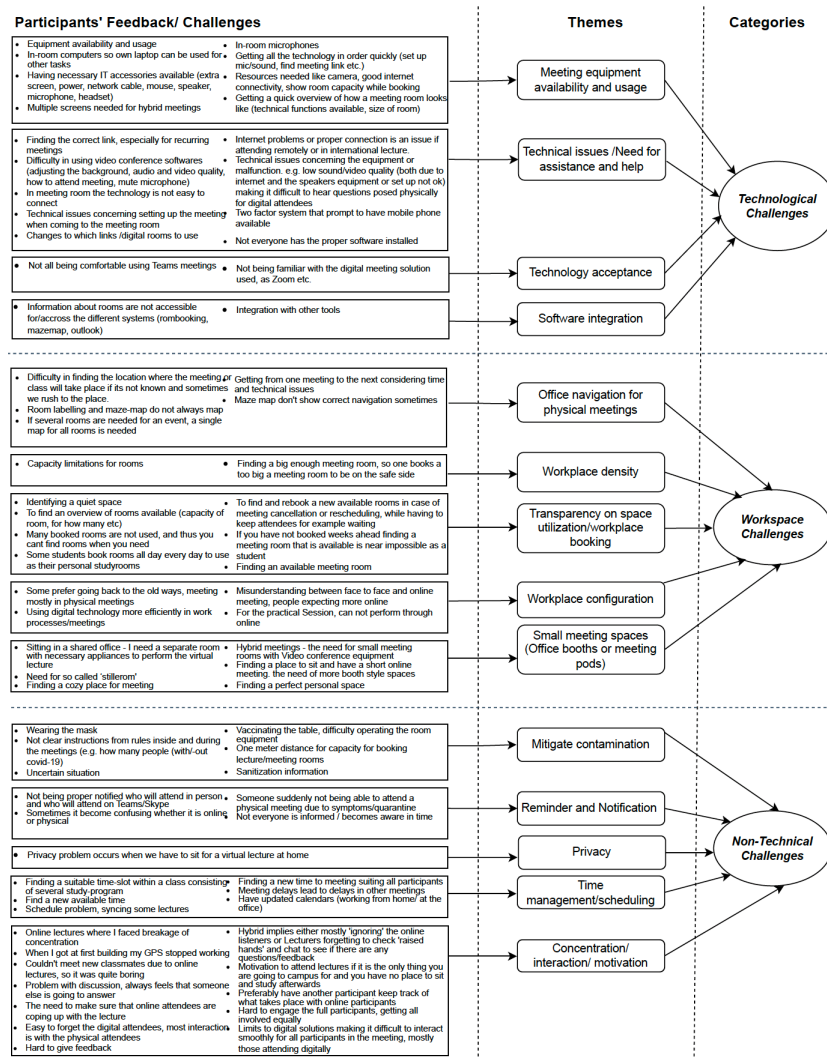 Participants' Feedback/ Challenges
Themes
Categories
Equipment availability and usage
In-room computers so own laptop can be used for
other tasks
Having necessary IT accessories available (extra
screen, power, network cable, mouse, speaker,
microphone, headset)
Multiple screens needed for hybrid meetings
In-room microphones
Getting all the technology in order quickly (set up
mic/sound, find meeting link etc.)
Resources needed like camera, good internet
connectivity, show room capacity while booking
Getting a quick overview of how a meeting room looks
like (technical functions available, size of room)
Meeting equipment
availability and usage
Finding the correct link, especially for recurring
meetings
Difficulty in using video conference softwares
(adjusting the background, audio and video quality,
how to attend meeting, mute microphone)
In meeting room the technology is not easy to
connect
Technical issues concerning setting up the meeting
when coming to the meeting room
Changes to which links /digital rooms to use
Internet problems or proper connection is an issue if
attending remotely or in international lecture.
Technical issues concerning the equipment or
malfunction. e.g. low sound/video quality (both due to
internet and the speakers equipment or set up not ok)
making it difficult to hear questions posed physically
for digital attendees
Two factor system that prompt to have mobile phone
available
Not everyone has the proper software installed
Technical issues /Need for
assistance and help
Technological
Challenges
Not all being comfortable using Teams meetings
Not being familiar with the digital meeting solution
used, as Zoom etc.
Technology acceptance
Information about rooms are not accessible
for/accross the different systems (rombooking,
mazemap, outlook)
Integration with other tools
Software integration
Difficulty in finding the location where the meeting or
class will take place if its not known and sometimes
we rush to the place.
Room labelling and maze-map do not always map
If several rooms are needed for an event, a single
map for all rooms is needed
Getting from one meeting to the next considering time
and technical issues
Maze map don't show correct navigation sometimes
Office navigation for
physical meetings
Capacity limitations for rooms
Finding a big enough meeting room, so one books a
too big a meeting room to be on the safe side
Workplace density
Identifying a quiet space
To find an overview of rooms available (capacity of
room, for how many etc)
Many booked rooms are not used, and thus you
cant find rooms when you need
Some students book rooms all day every day to use
as their personal studyrooms
To find and rebook a new available rooms in case of
meeting cancellation or rescheduling, while having to
keep attendees for example waiting
If you have not booked weeks ahead finding a
meeting room that is available is near impossible as a
student
Finding an available meeting room
Transparency on space
utilization/workplace
booking
Workspace
Challenges
Some prefer going back to the old ways, meeting
mostly in physical meetings
Using digital technology more efficiently in work
processes/meetings
Misunderstanding between face to face and online
meeting, people expecting more online
For the practical Session, can not perform through
online
Workplace configuration
Sitting in a shared office - I need a separate room
with necessary appliances to perform the virtual
lecture
Need for so called 'stillerom'
Finding a cozy place for meeting
Hybrid meetings - the need for small meeting
rooms with Video conference equipment
Finding a place to sit and have a short online
meeting. the need of more booth style spaces
Finding a perfect personal space
Small meeting spaces
(Office booths or meeting
pods)
Wearing the mask
Not clear instructions from rules inside and during
the meetings (e.g. how many people (with/-out
covid-19)
Uncertain situation
Vaccinating the table, difficulty operating the room
equipment
One meter distance for capacity for booking
lecture/meeting rooms
Sanitization information
Mitigate contamination
Not being proper notified who will attend in person
and who will attend on Teams/Skype
Sometimes it become confusing whether it is online
or physical
Someone suddenly not being able to attend a
physical meeting due to symptoms/quarantine
Not everyone is informed / becomes aware in time
Reminder and Notification
Non-Technical
Challenges
Privacy problem occurs when we have to sit for a virtual lecture at home
Privacy
Finding a suitable time-slot within a class consisting
of several study-program
Find a new available time
Schedule problem, syncing some lectures
Finding a new time to meeting suiting all participants
Meeting delays lead to delays in other meetings
Have updated calendars (working from home/ at the
office)
Time
management/scheduling
Online lectures where I faced breakage of
concentration
When I got at first building my GPS stopped working
Couldn't meet new classmates due to online
lectures, so it was quite boring
Problem with discussion, always feels that someone
else is going to answer
The need to make sure that online attendees are
coping up with the lecture
Easy to forget the digital attendees, most interaction
is with the physical attendees
Hard to give feedback
Hybrid implies either mostly 'ignoring' the online
listeners or Lecturers forgetting to check 'raised
hands' and chat to see if there are any
questions/feedback
Motivation to attend lectures if it is the only thing you
are going to campus for and you have no place to sit
and study afterwards
Preferably have another participant keep track of
what takes place with online participants
Hard to engage the full participants, getting all
involved equally
Limits to digital solutions making it difficult to interact
smoothly for all participants in the meeting, mostly
those attending digitally
Concentration/
interaction/ motivation